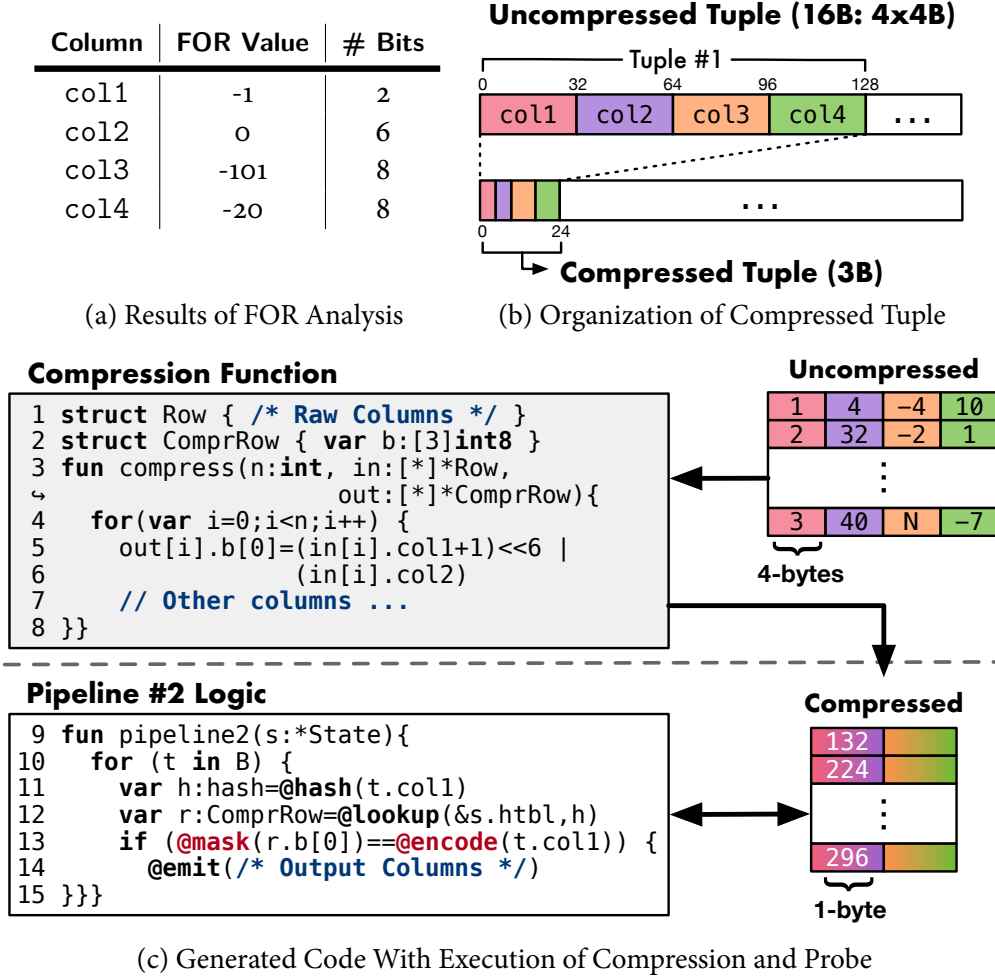 Column FOR Value # Bits
col1 -1 2
col2 0 6
col3 -101 8
col4 -20 8
(a) Results of FOR Analysis
Uncompressed Tuple (16B: 4x4B)
Tuple #1
0 32 64 96 128
col1 col2 col3 col4 ...
...
0 24
Compressed Tuple (3B)
(b) Organization of Compressed Tuple
Compression Function
1 struct Row { /* Raw Columns */ }
2 struct ComprRow { var b:[3]int8 }
3 fun compress(n:int, in:[*]*Row,
↪ out:[*]*ComprRow){
4 for(var i=0;i<n;i++) {
5 out[i].b[0]=(in[i].col1+1)<<6 |
6 (in[i].col2)
7 // Other columns ...
8 }}
Uncompressed
1 4 −4 10
2 32 −2 1
⋮
3 40 N −7
4-bytes
Pipeline #2 Logic
9 fun pipeline2(s:*State){
10 for (t in B) {
11 var h:hash=@hash(t.col1)
12 var r:ComprRow=@lookup(&s.htbl,h)
13 if (@mask(r.b[0])==@encode(t.col1)) {
14 @emit(/* Output Columns */)
15 }}}
Compressed
132
224
⋮
296
1-byte
(c) Generated Code With Execution of Compression and Probe